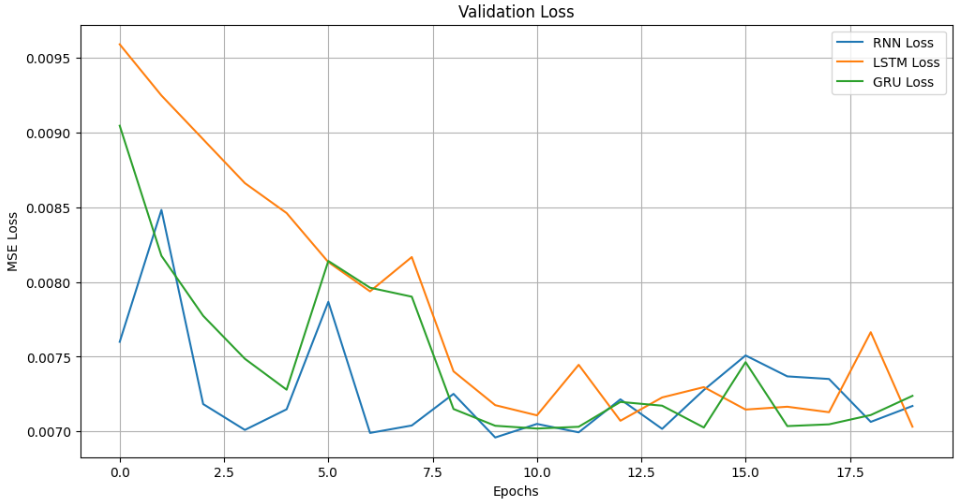 Validation Loss
RNN Loss
LSTM Loss
GRU Loss
MSE Loss
0.0095
0.0090
0.0085
0.0080
0.0075
0.0070
0.0 2.5 5.0 7.5 10.0 12.5 15.0 17.5
Epochs